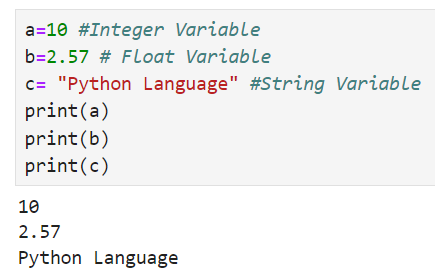 a=10 #Integer Variable
b=2.57 # Float Variable
c= "Python Language" #String Variable
print(a)
print(b)
print(c)
10
2.57
Python Language